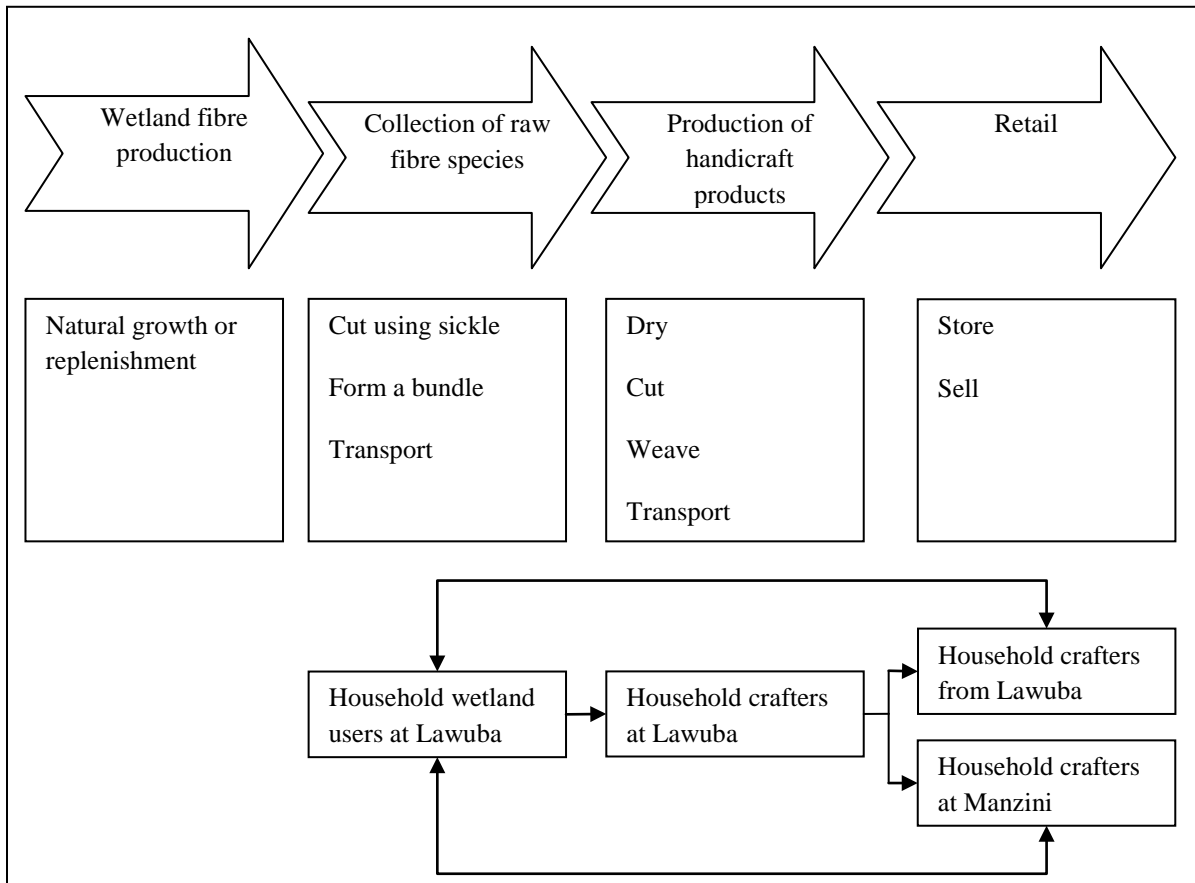 Wetland fibre
production
Collection of raw
fibre species
Production of
handicraft
products
Retail
Natural growth or
replenishment
Cut using sickle
Form a bundle
Transport
Dry
Cut
Weave
Transport
Store
Sell
Household wetland
users at Lawuba
Household crafters
at Lawuba
Household crafters
from Lawuba
Household crafters
at Manzini